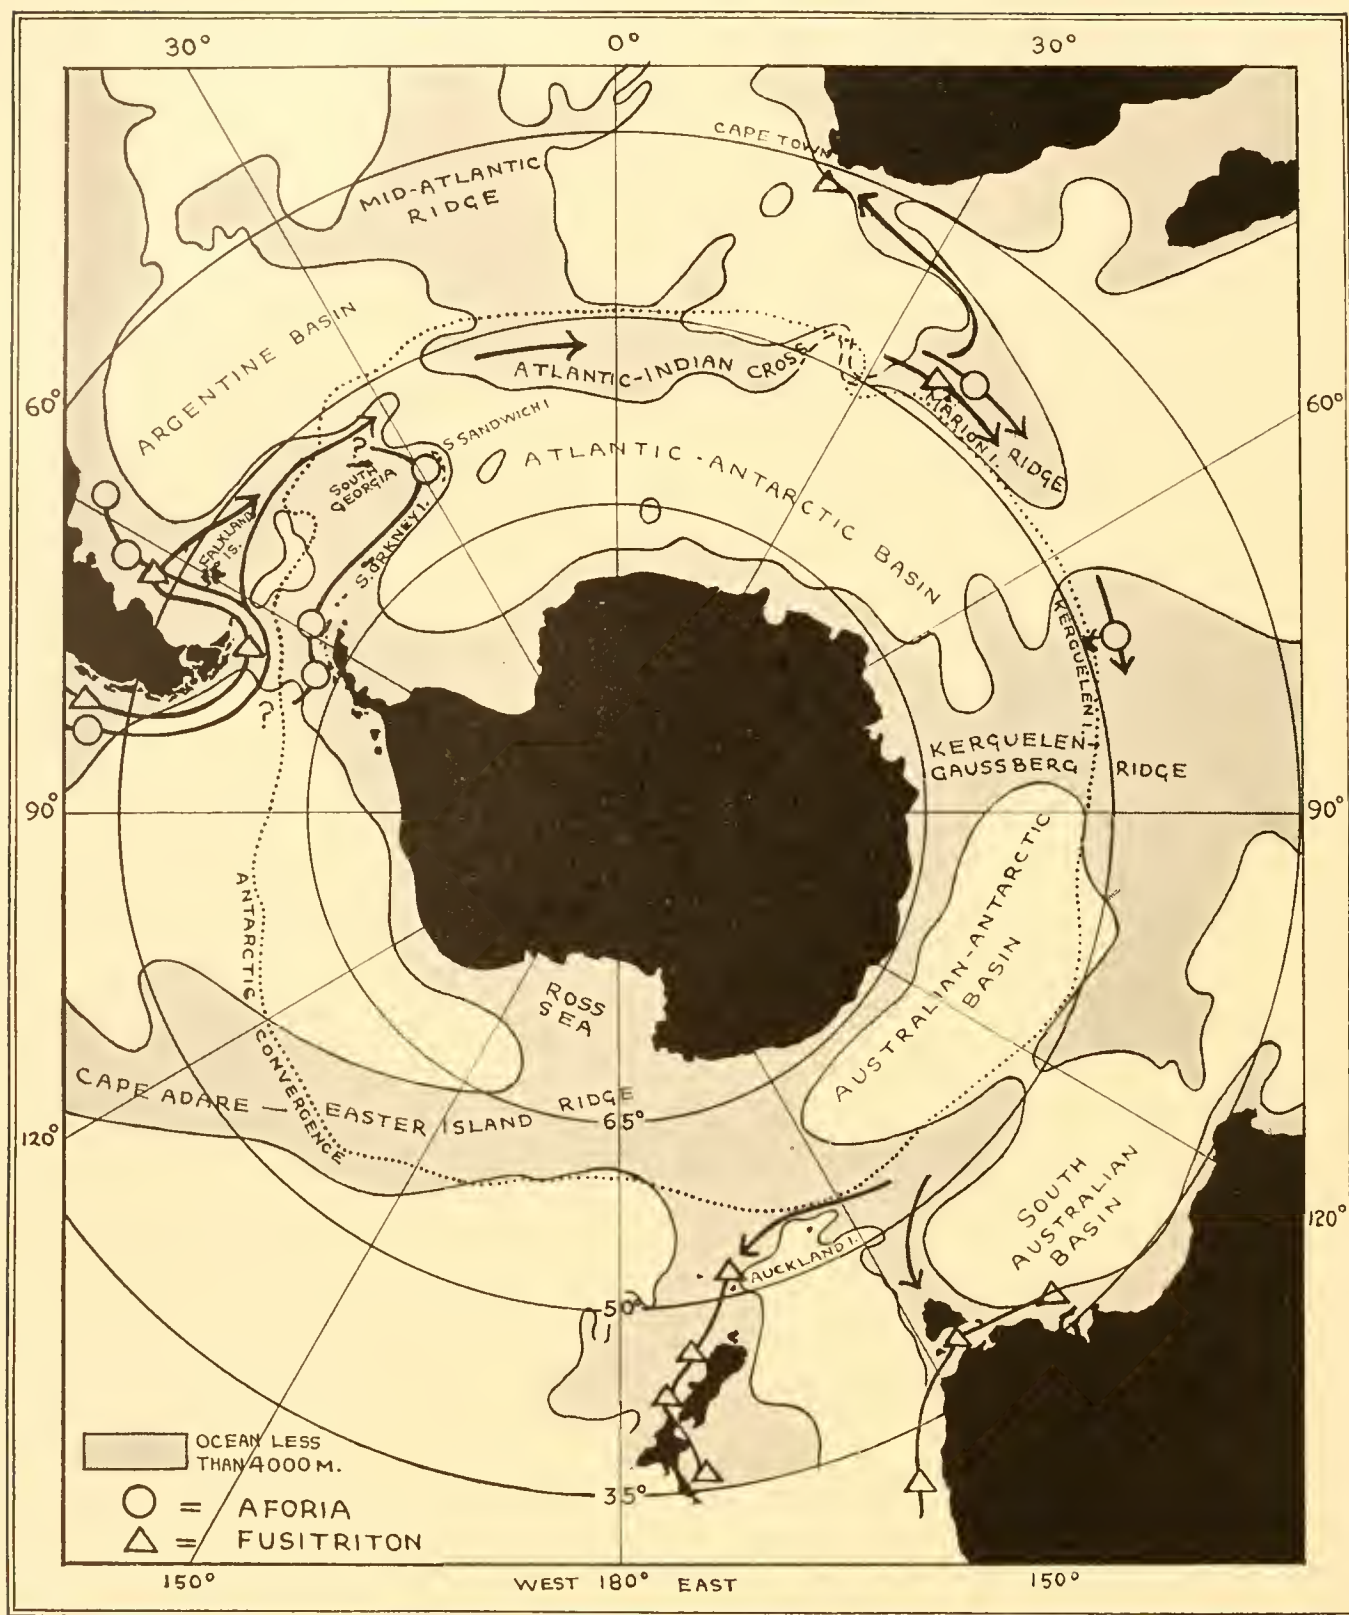 30° 0° 30°
CAPE TOWN
MID-ATLANTIC
RIDGE
ARGENTINE BASIN
60° 60°
ATLANTIC-INDIAN CROSS
MARION I.
RIDGE
S SANDWICH I
ATLANTIC-ANTARCTIC BASIN
SOUTH
GEORGIA
FALKLAND
IS.
S. ORKNEY I.
?
?
KERGUELEN I
KERGUELEN-
GAUSSBERG RIDGE
90° 90°
ANTARCTIC CONVERGENCE
AUSTRALIAN-ANTARCTIC
BASIN
ROSS
SEA
CAPE ADARE — EASTER ISLAND RIDGE
65°
120° 120°
SOUTH
AUSTRALIAN
BASIN
AUCKLAND I.
50°
35°
OCEAN LESS
THAN 4000 M.
= AFORIA
= FUSITRITON
150° WEST 180° EAST 150°